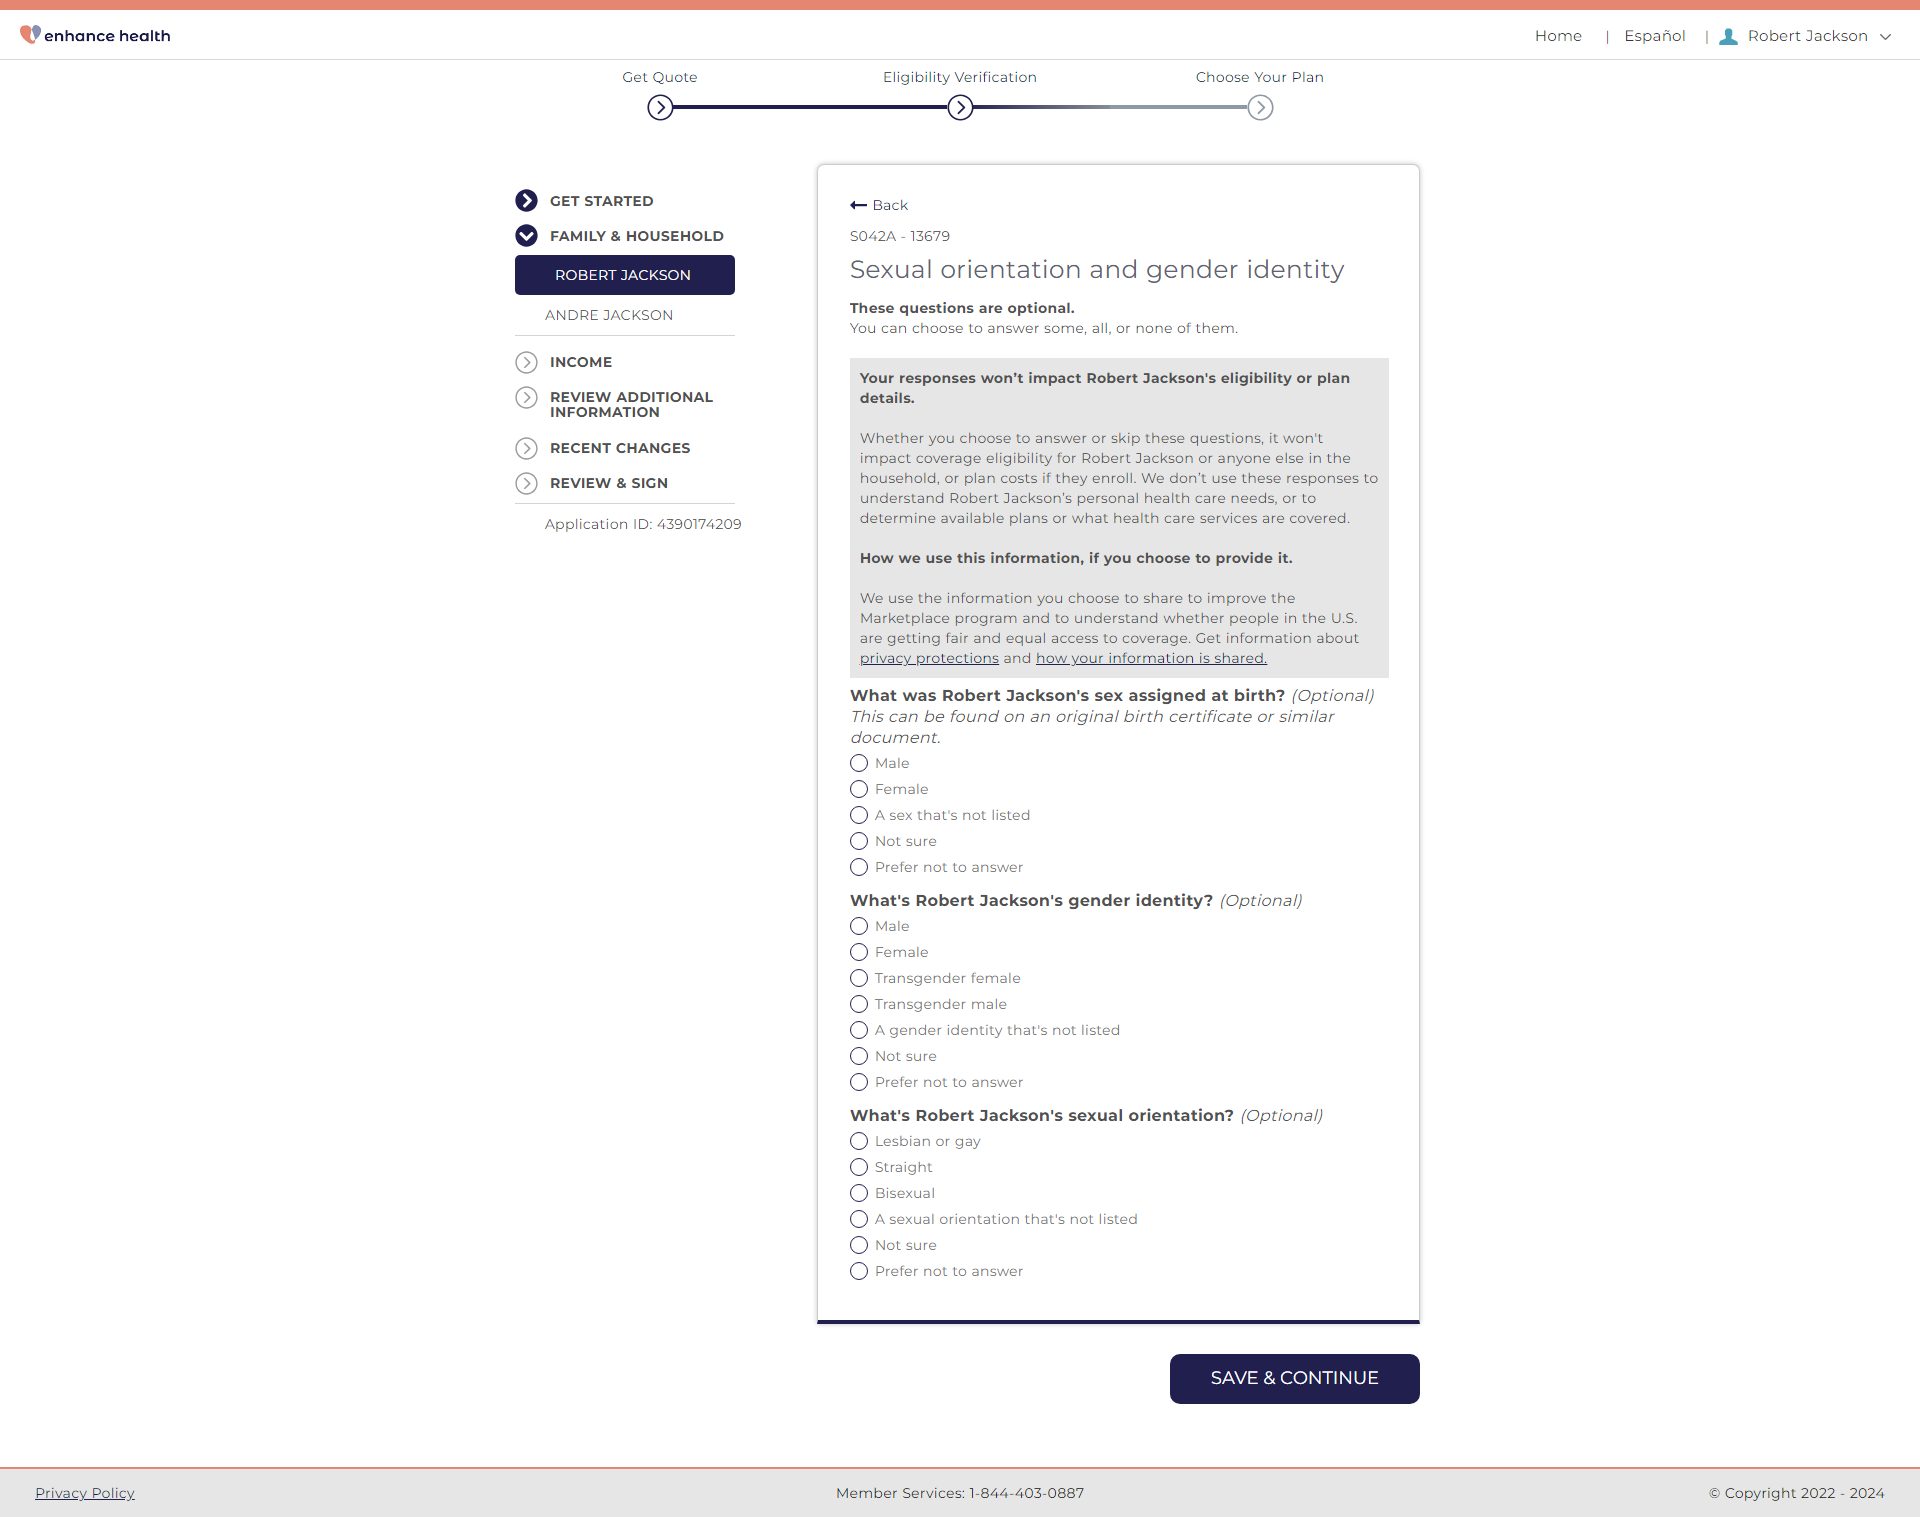 enhance health
Home | Español | Robert Jackson
Get Quote
Eligibility Verification
Choose Your Plan
GET STARTED
FAMILY & HOUSEHOLD
ROBERT JACKSON
ANDRE JACKSON
INCOME
REVIEW ADDITIONAL
INFORMATION
RECENT CHANGES
REVIEW & SIGN
Application ID: 4390174209
Back
S042A - 13679
Sexual orientation and gender identity
These questions are optional.
You can choose to answer some, all, or none of them.
Your responses won’t impact Robert Jackson's eligibility or plan
details.
Whether you choose to answer or skip these questions, it won't
impact coverage eligibility for Robert Jackson or anyone else in the
household, or plan costs if they enroll. We don’t use these responses to
understand Robert Jackson’s personal health care needs, or to
determine available plans or what health care services are covered.
How we use this information, if you choose to provide it.
We use the information you choose to share to improve the
Marketplace program and to understand whether people in the U.S.
are getting fair and equal access to coverage. Get information about
privacy protections and how your information is shared.
What was Robert Jackson's sex assigned at birth? (Optional)
This can be found on an original birth certificate or similar
document.
Male
Female
A sex that's not listed
Not sure
Prefer not to answer
What's Robert Jackson's gender identity? (Optional)
Male
Female
Transgender female
Transgender male
A gender identity that's not listed
Not sure
Prefer not to answer
What's Robert Jackson's sexual orientation? (Optional)
Lesbian or gay
Straight
Bisexual
A sexual orientation that's not listed
Not sure
Prefer not to answer
SAVE & CONTINUE
Privacy Policy
Member Services: 1-844-403-0887
© Copyright 2022 - 2024